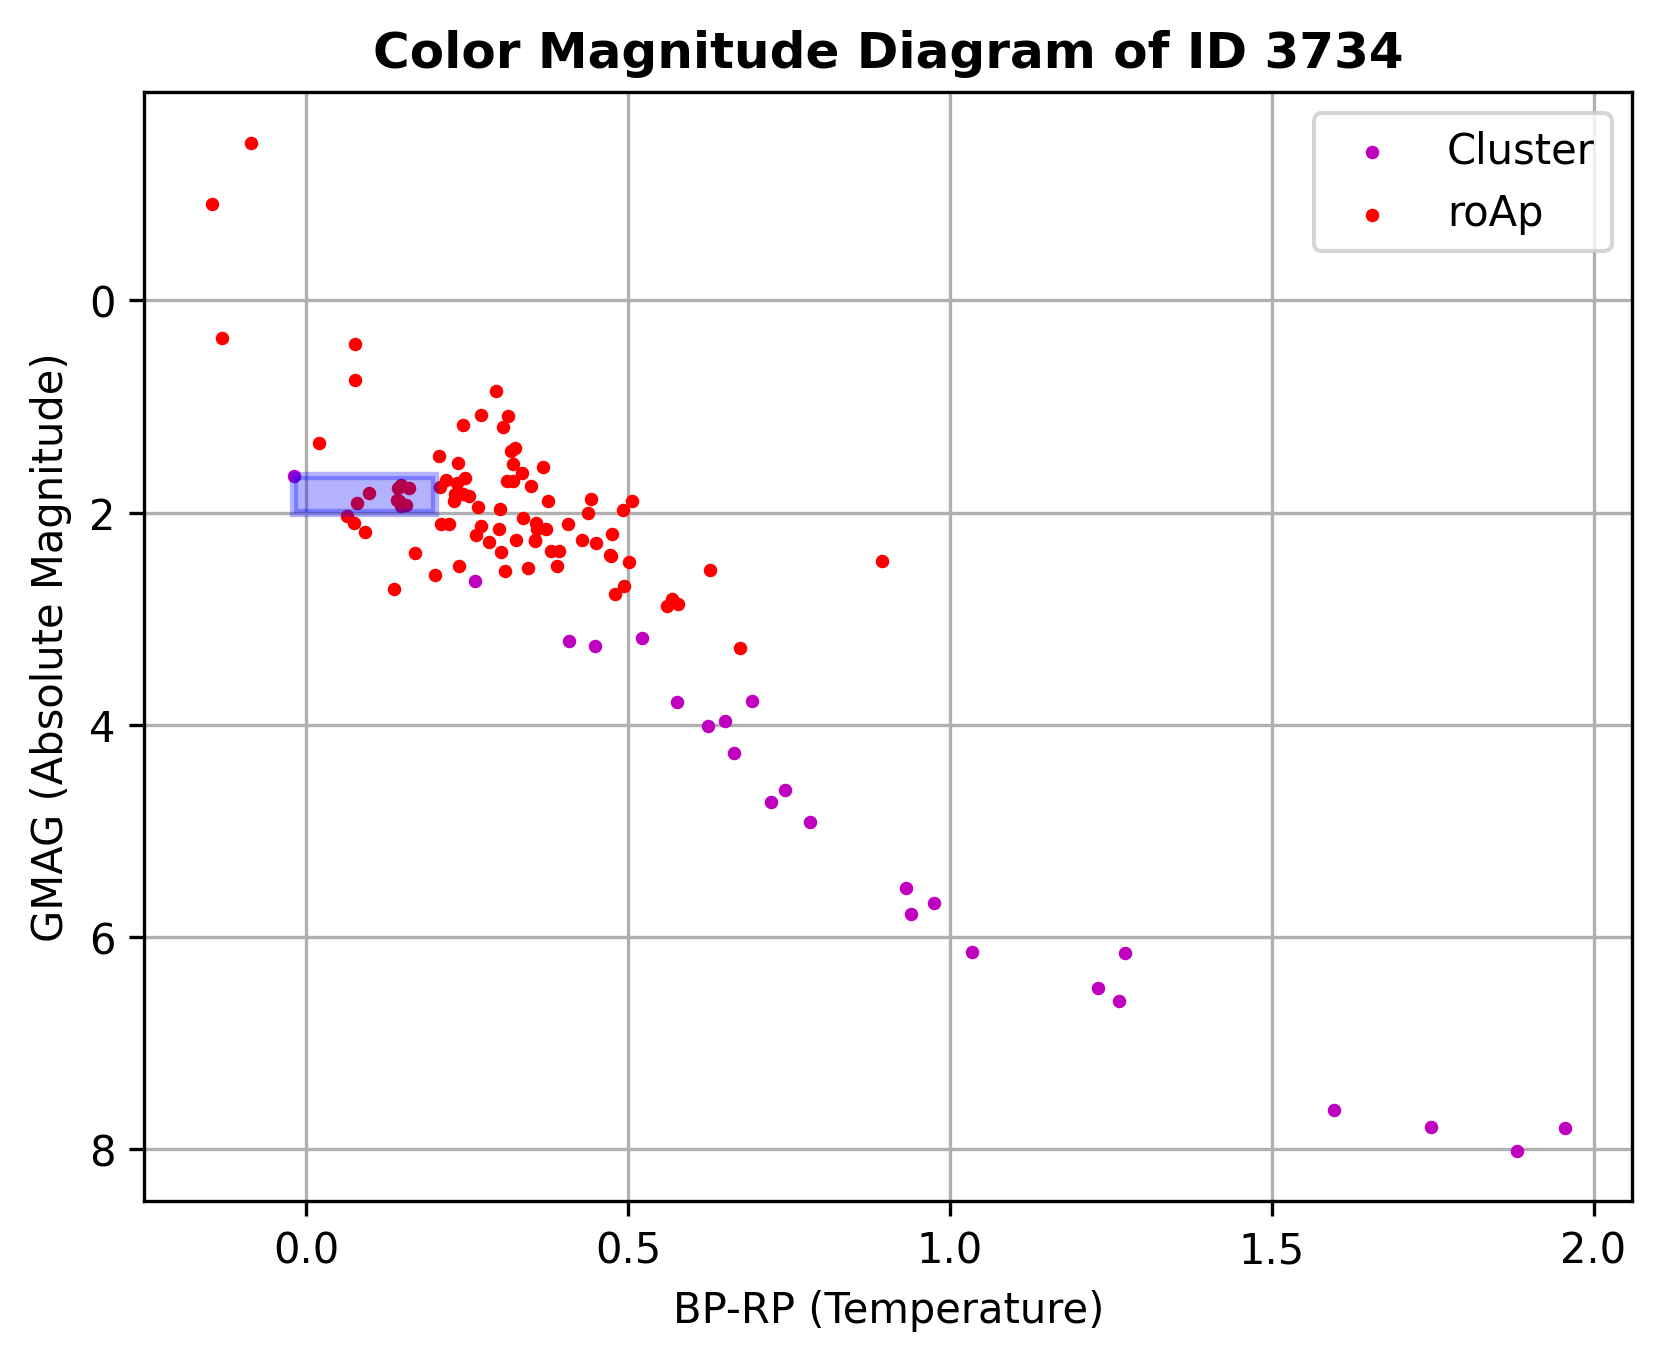 Color Magnitude Diagram of ID 3734
Cluster
roAp
GMAG (Absolute Magnitude)
0
2
4
6
8
0.0 0.5 1.0 1.5 2.0
BP-RP (Temperature)